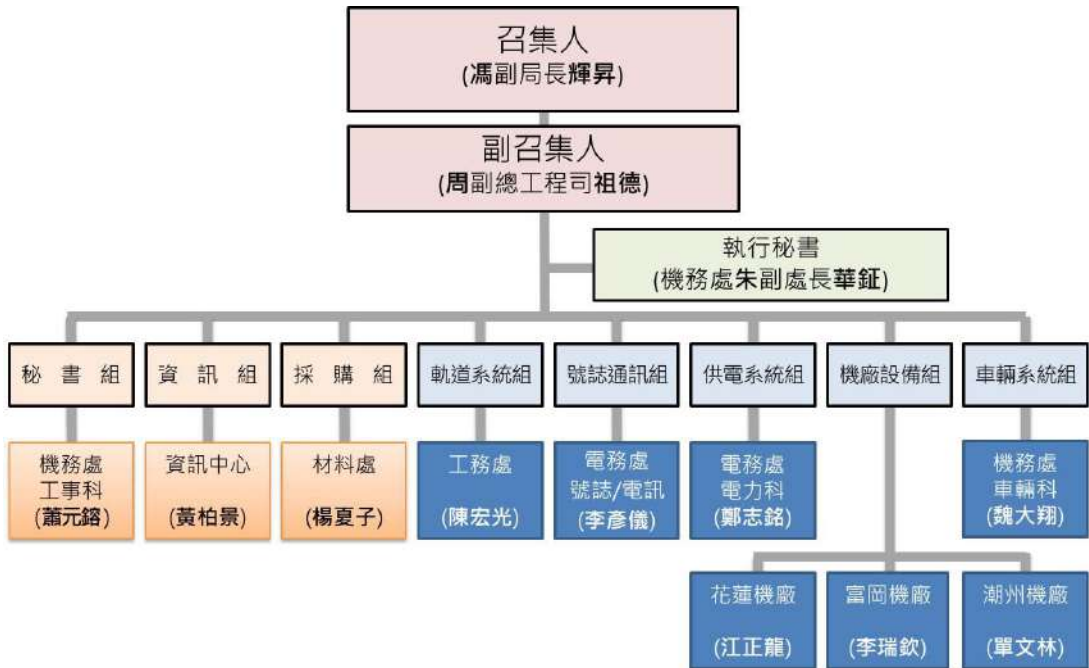 召集人
(馮副局長輝昇)
副召集人
(周副總工程司祖德)
執行秘書
(機務處朱副處長華鉦)
秘書組
資訊組
採購組
軌道系統組
號誌通訊組
供電系統組
機廠設備組
車輛系統組
機務處
工事科
(蕭元鎔)
資訊中心
(黃柏景)
材料處
(楊夏子)
工務處
(陳宏光)
電務處
號誌/電訊
(李彥儀)
電務處
電力科
(鄭志銘)
機務處
車輛科
(魏大翔)
花蓮機廠
(江正龍)
富岡機廠
(李瑞欽)
潮州機廠
(單文林)